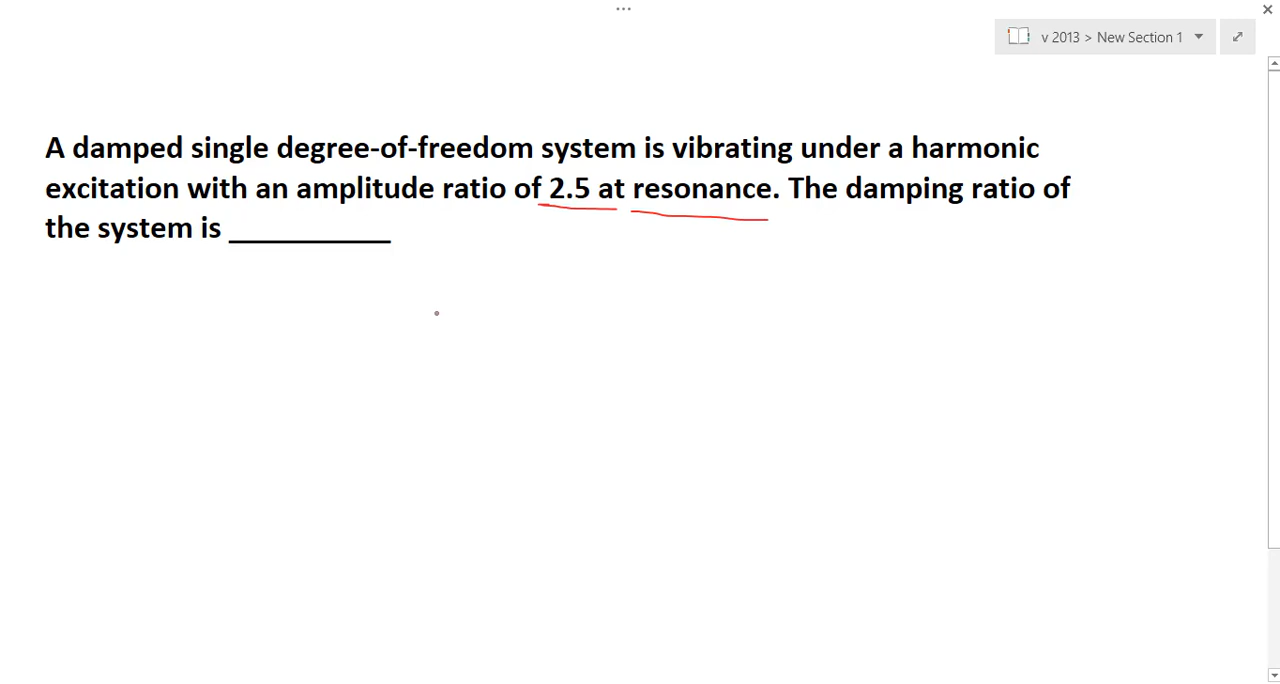 v 2013 > New Section 1
A damped single degree-of-freedom system is vibrating under a harmonic
excitation with an amplitude ratio of 2.5 at resonance. The damping ratio of
the system is __________